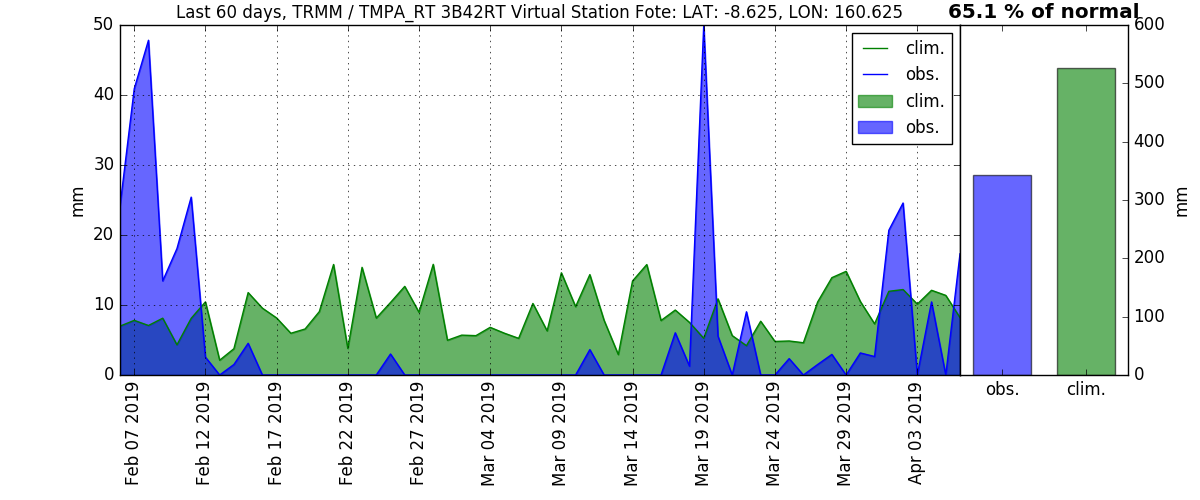 Last 60 days, TRMM / TMPA_RT 3B42RT Virtual Station Fote: LAT: -8.625, LON: 160.625
65.1 % of normal
50
40
30
20
10
0
mm
clim.
obs.
clim.
obs.
Feb 07 2019
Feb 12 2019
Feb 17 2019
Feb 22 2019
Feb 27 2019
Mar 04 2019
Mar 09 2019
Mar 14 2019
Mar 19 2019
Mar 24 2019
Mar 29 2019
Apr 03 2019
600
500
400
300
200
100
0
mm
obs.
clim.